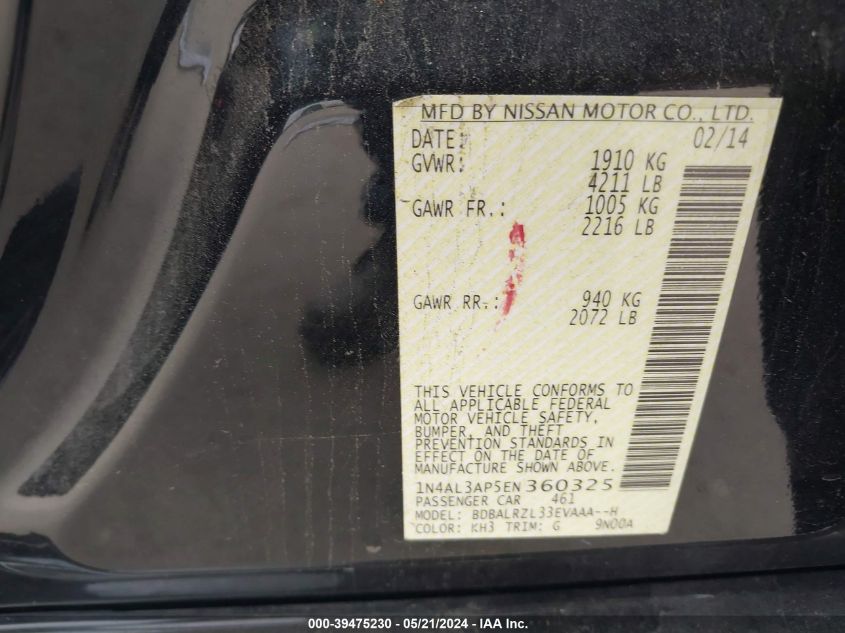 MFD BY NISSAN MOTOR CO., LTD.
DATE: 02/14
GVWR: 1910 KG
4211 LB
GAWR FR.: 1005 KG
2216 LB
GAWR RR.: 940 KG
2072 LB
THIS VEHICLE CONFORMS TO
ALL APPLICABLE FEDERAL
MOTOR VEHICLE SAFETY,
BUMPER, AND THEFT
PREVENTION STANDARDS IN
EFFECT ON THE DATE OF
MANUFACTURE SHOWN ABOVE.
1N4AL3AP5EN360325
PASSENGER CAR 461
MODEL: BDBALRZL33EVAAA--H
COLOR: KH3 TRIM: G 9N00A
000-39475230 - 05/21/2024 - IAA Inc.